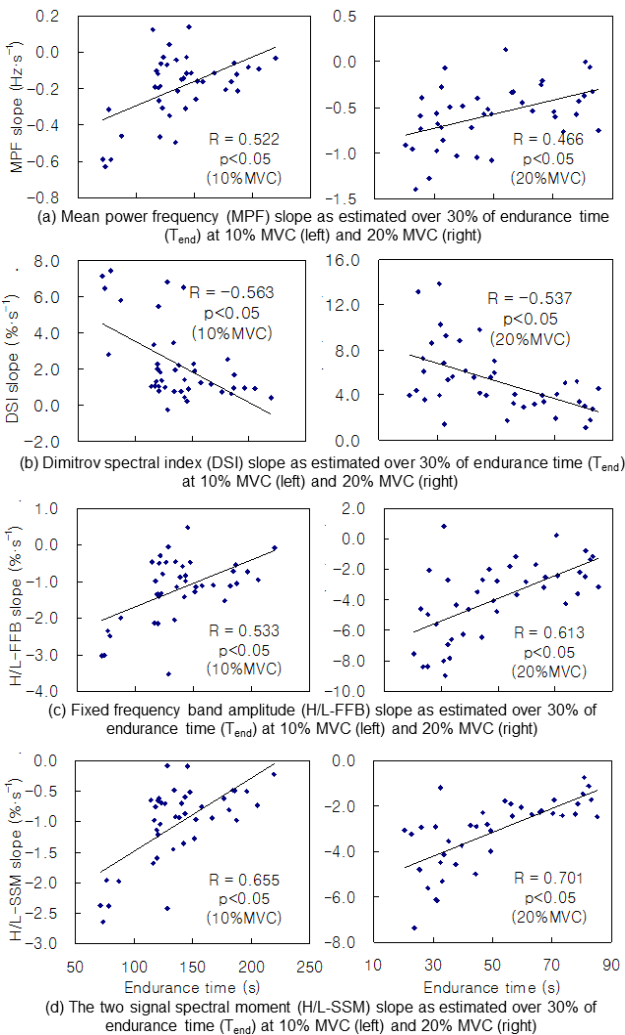 MPF slope (Hz·s⁻¹)
0.2
0.0
−0.2
−0.4
−0.6
−0.8
R = 0.522
p<0.05
(10%MVC)
0.5
0.0
−0.5
−1.0
−1.5
R = 0.466
p<0.05
(20%MVC)
(a) Mean power frequency (MPF) slope as estimated over 30% of endurance time
(Tend) at 10% MVC (left) and 20% MVC (right)
DSI slope (%·s⁻¹)
8.0
6.0
4.0
2.0
0.0
−2.0
R = −0.563
p<0.05
(10%MVC)
16.0
12.0
8.0
4.0
0.0
R = −0.537
p<0.05
(20%MVC)
(b) Dimitrov spectral index (DSI) slope as estimated over 30% of endurance time (Tend)
at 10% MVC (left) and 20% MVC (right)
H/L-FFB slope (%·s⁻¹)
1.0
0.0
−1.0
−2.0
−3.0
−4.0
R = 0.533
p<0.05
(10%MVC)
2.0
0.0
−2.0
−4.0
−6.0
−8.0
−10.0
R = 0.613
p<0.05
(20%MVC)
(c) Fixed frequency band amplitude (H/L-FFB) slope as estimated over 30% of
endurance time (Tend) at 10% MVC (left) and 20% MVC (right)
H/L-SSM slope (%·s⁻¹)
0.0
−0.5
−1.0
−1.5
−2.0
−2.5
−3.0
R = 0.655
p<0.05
(10%MVC)
50 100 150 200 250
Endurance time (s)
0.0
−2.0
−4.0
−6.0
−8.0
R = 0.701
p<0.05
(20%MVC)
10 20 30 40 50 60 70 80 90
Endurance time (s)
(d) The two signal spectral moment (H/L-SSM) slope as estimated over 30% of
endurance time (Tend) at 10% MVC (left) and 20% MVC (right)